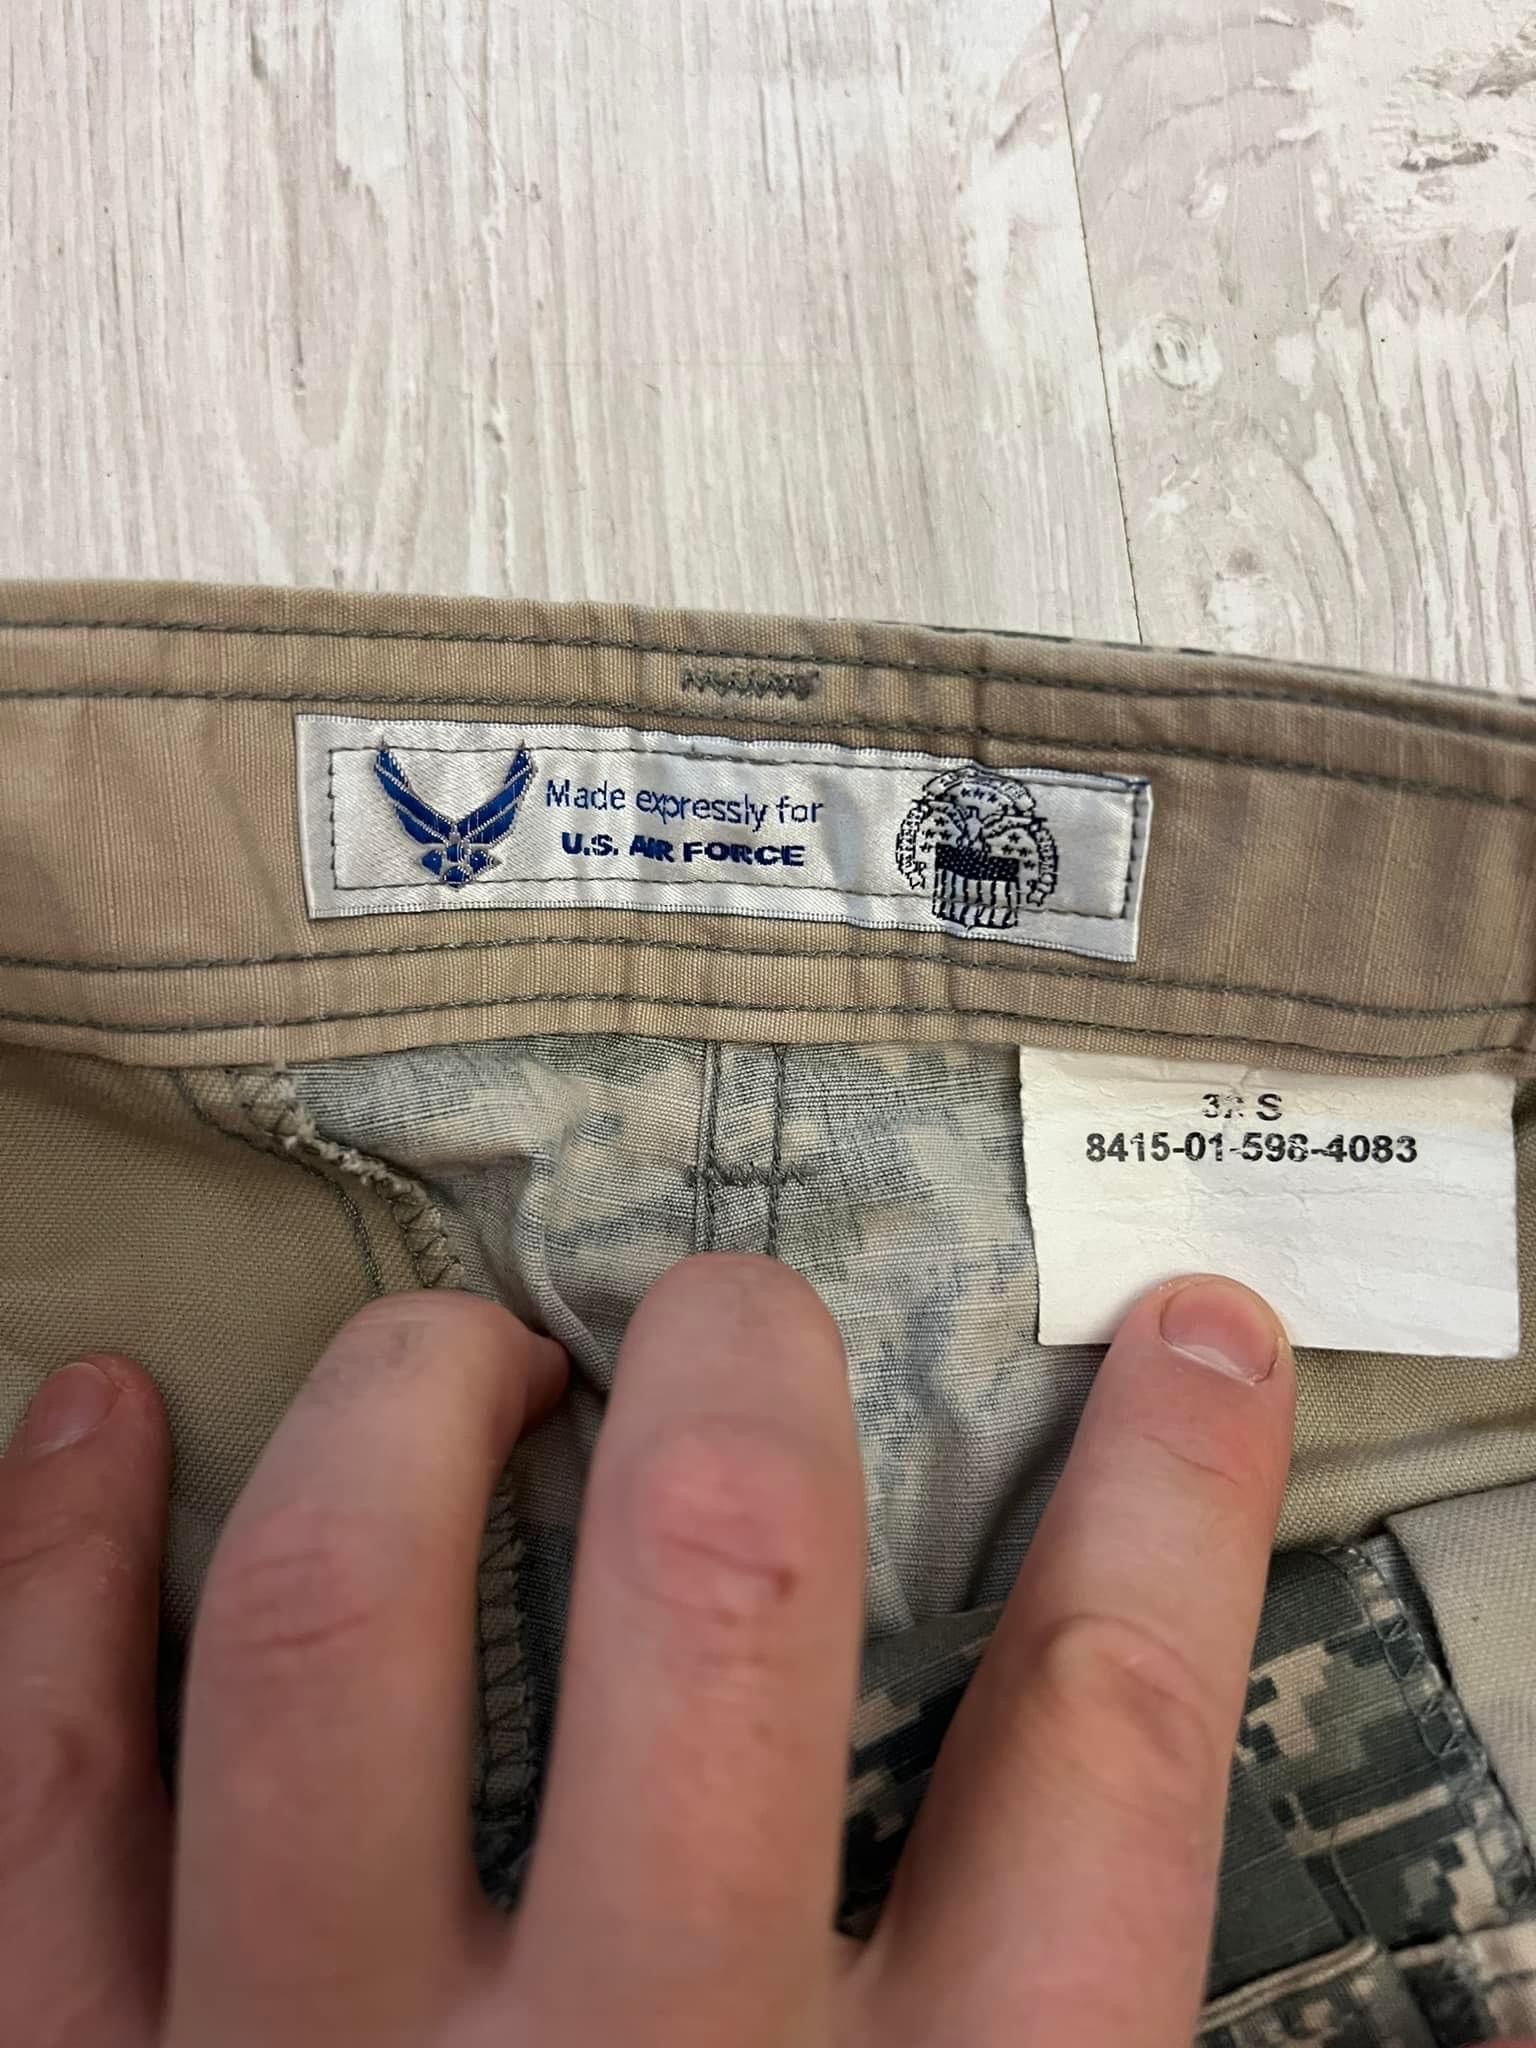 Made expressly for
U.S. AIR FORCE
S
8415-01-598-4083